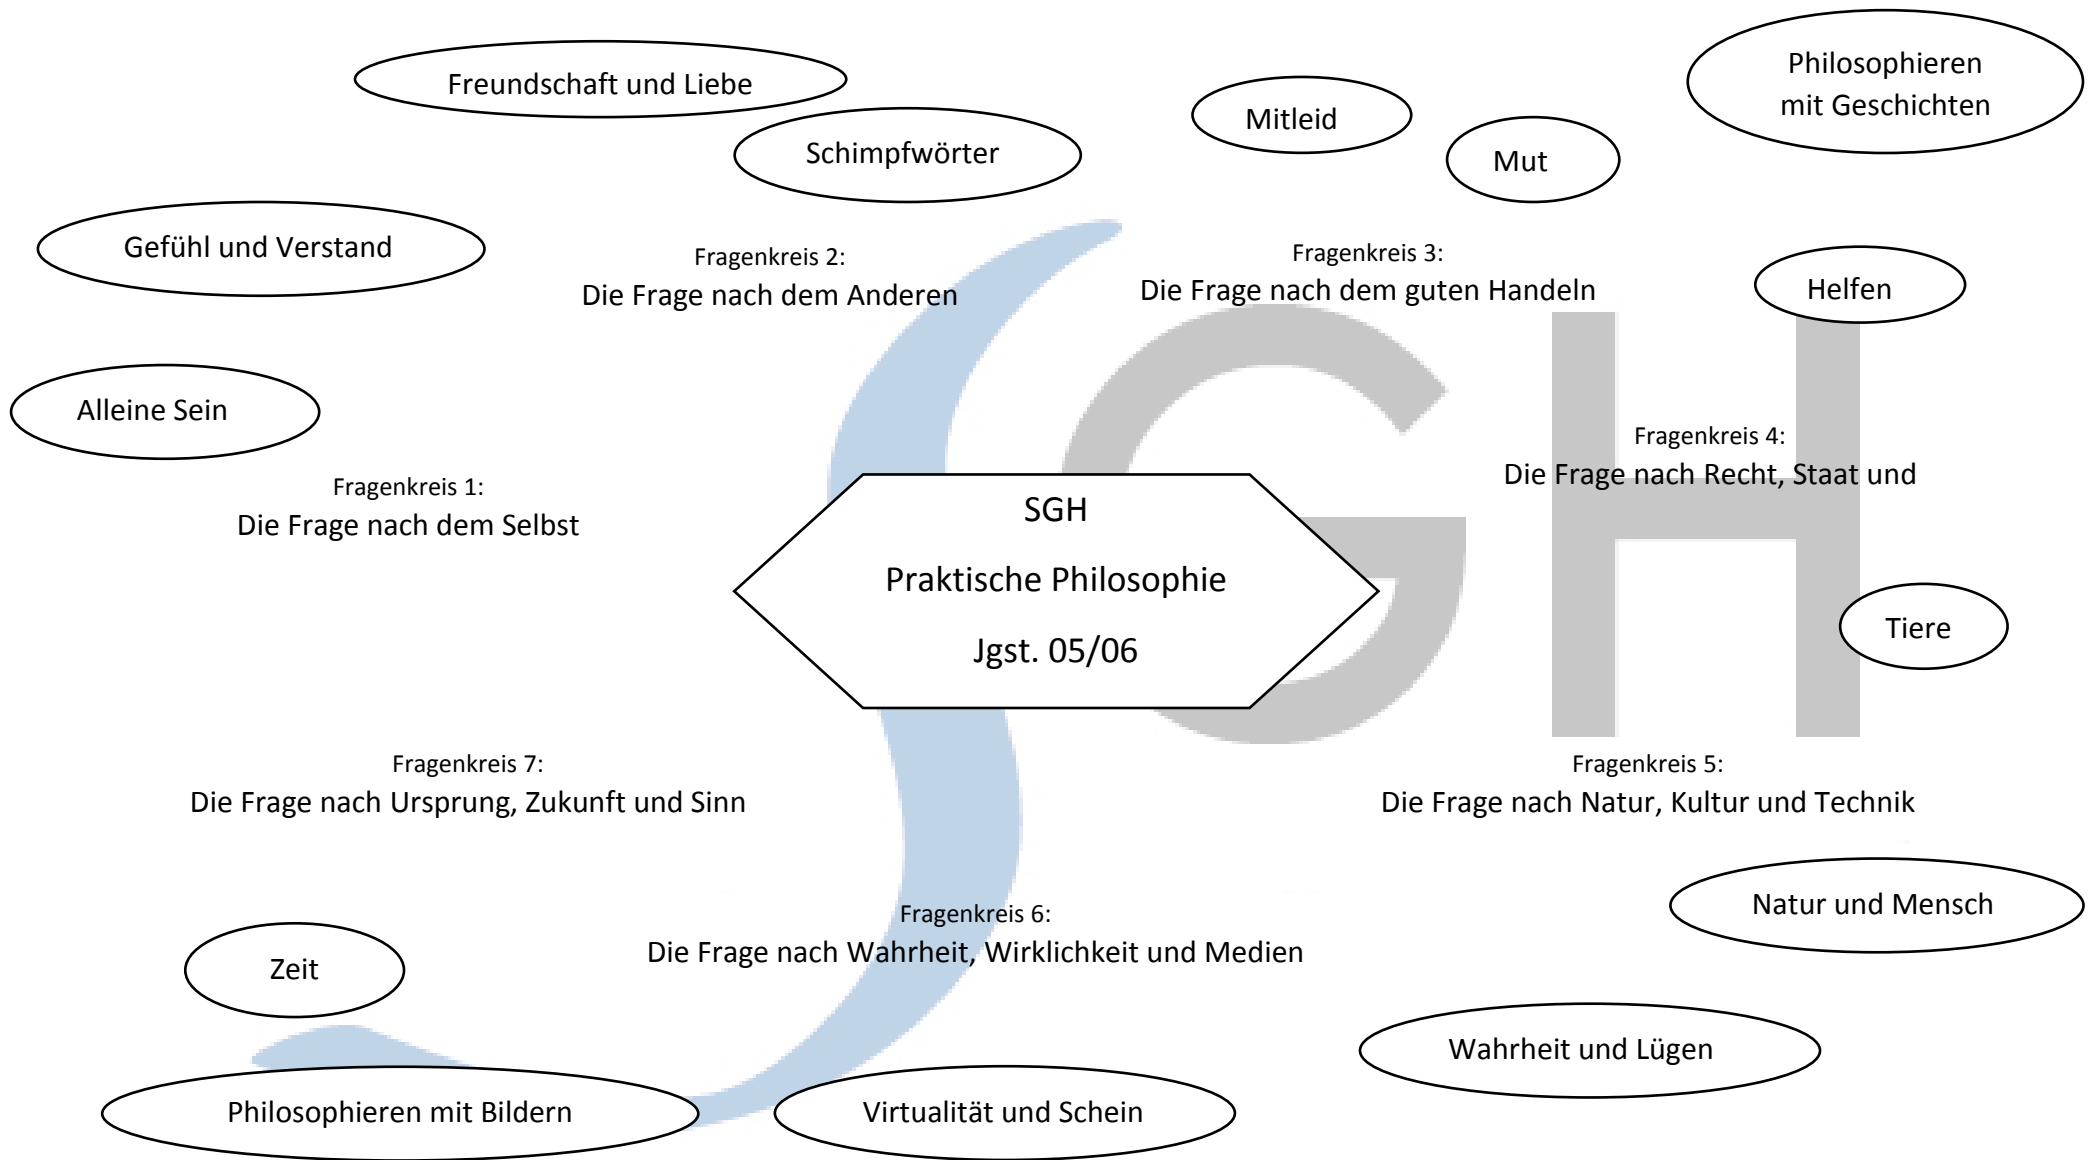 Freundschaft und Liebe
Schimpfwörter
Mitleid
Mut
Philosophieren
mit Geschichten
Gefühl und Verstand
Fragenkreis 2:
Die Frage nach dem Anderen
Fragenkreis 3:
Die Frage nach dem guten Handeln
Helfen
Alleine Sein
Fragenkreis 1:
Die Frage nach dem Selbst
Fragenkreis 4:
Die Frage nach Recht, Staat und
SGH
Praktische Philosophie
Jgst. 05/06
Tiere
Fragenkreis 7:
Die Frage nach Ursprung, Zukunft und Sinn
Fragenkreis 5:
Die Frage nach Natur, Kultur und Technik
Fragenkreis 6:
Die Frage nach Wahrheit, Wirklichkeit und Medien
Natur und Mensch
Zeit
Wahrheit und Lügen
Philosophieren mit Bildern
Virtualität und Schein
SGH